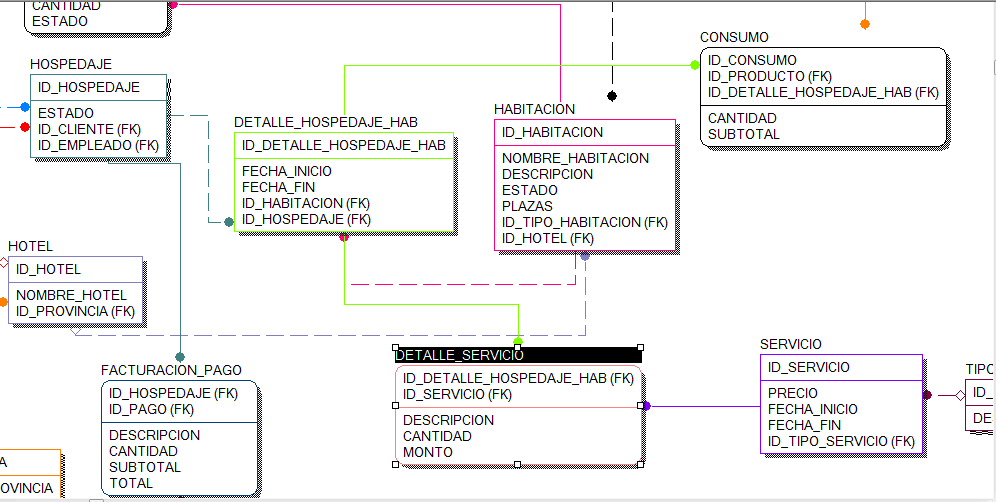 CANTIDAD
ESTADO
HOSPEDAJE
ID_HOSPEDAJE
ESTADO
ID_CLIENTE (FK)
ID_EMPLEADO (FK)
DETALLE_HOSPEDAJE_HAB
ID_DETALLE_HOSPEDAJE_HAB
FECHA_INICIO
FECHA_FIN
ID_HABITACION (FK)
ID_HOSPEDAJE (FK)
HABITACION
ID_HABITACION
NOMBRE_HABITACION
DESCRIPCION
ESTADO
PLAZAS
ID_TIPO_HABITACION (FK)
ID_HOTEL (FK)
CONSUMO
ID_CONSUMO
ID_PRODUCTO (FK)
ID_DETALLE_HOSPEDAJE_HAB (FK)
CANTIDAD
SUBTOTAL
HOTEL
ID_HOTEL
NOMBRE_HOTEL
ID_PROVINCIA (FK)
FACTURACION_PAGO
ID_HOSPEDAJE (FK)
ID_PAGO (FK)
DESCRIPCION
CANTIDAD
SUBTOTAL
TOTAL
DETALLE_SERVICIO
ID_DETALLE_HOSPEDAJE_HAB (FK)
ID_SERVICIO (FK)
DESCRIPCION
CANTIDAD
MONTO
SERVICIO
ID_SERVICIO
PRECIO
FECHA_INICIO
FECHA_FIN
ID_TIPO_SERVICIO (FK)
TIPO
ID_
DE
A
OVINCIA (FK)